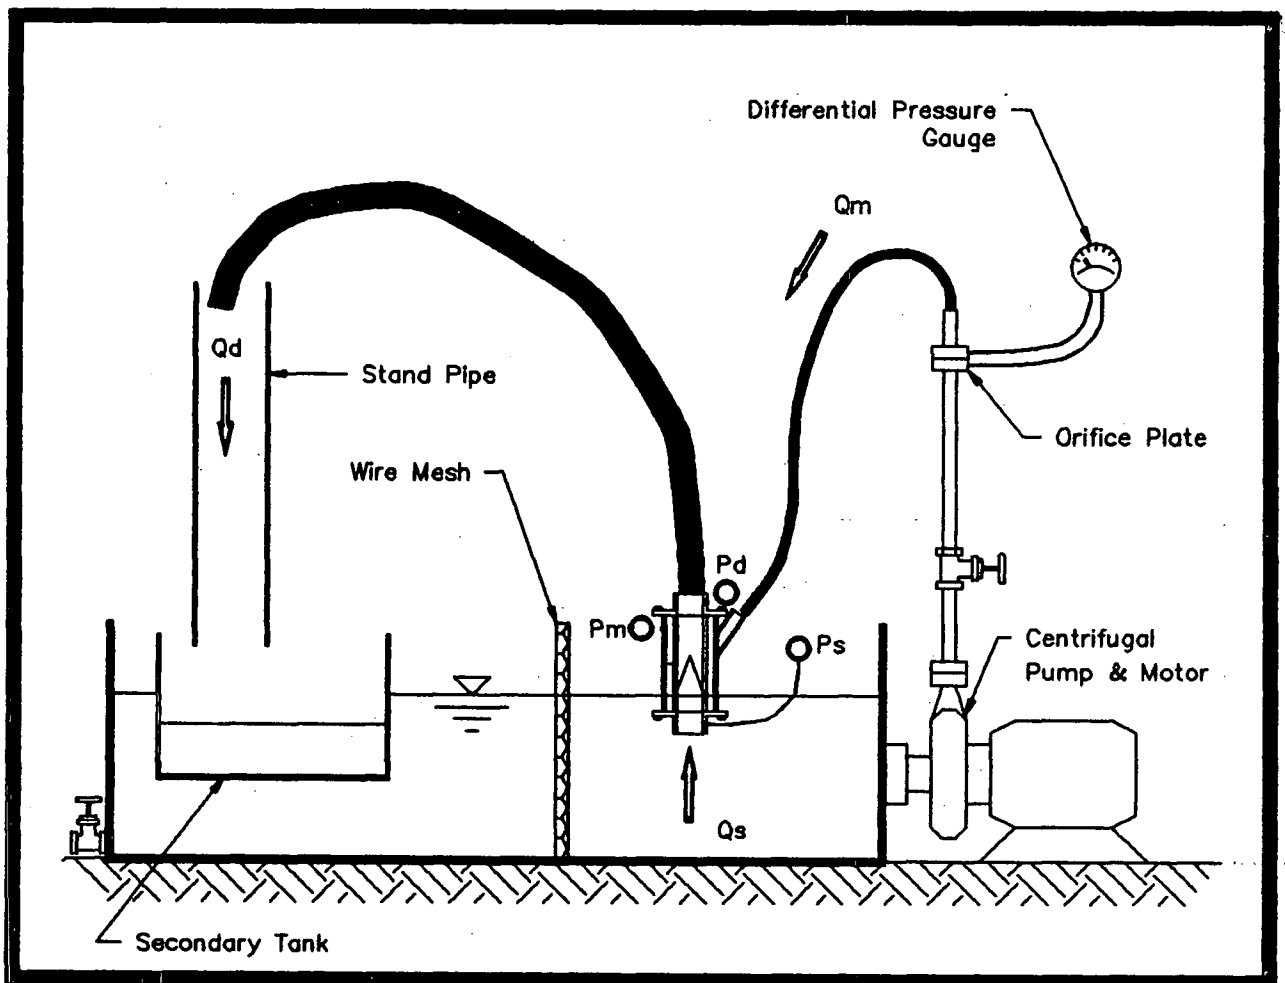 Differential Pressure
Gauge
Qm
Qd
Stand Pipe
Orifice Plate
Wire Mesh
Pd
Pm
Ps
Centrifugal
Pump & Motor
Qs
Secondary Tank